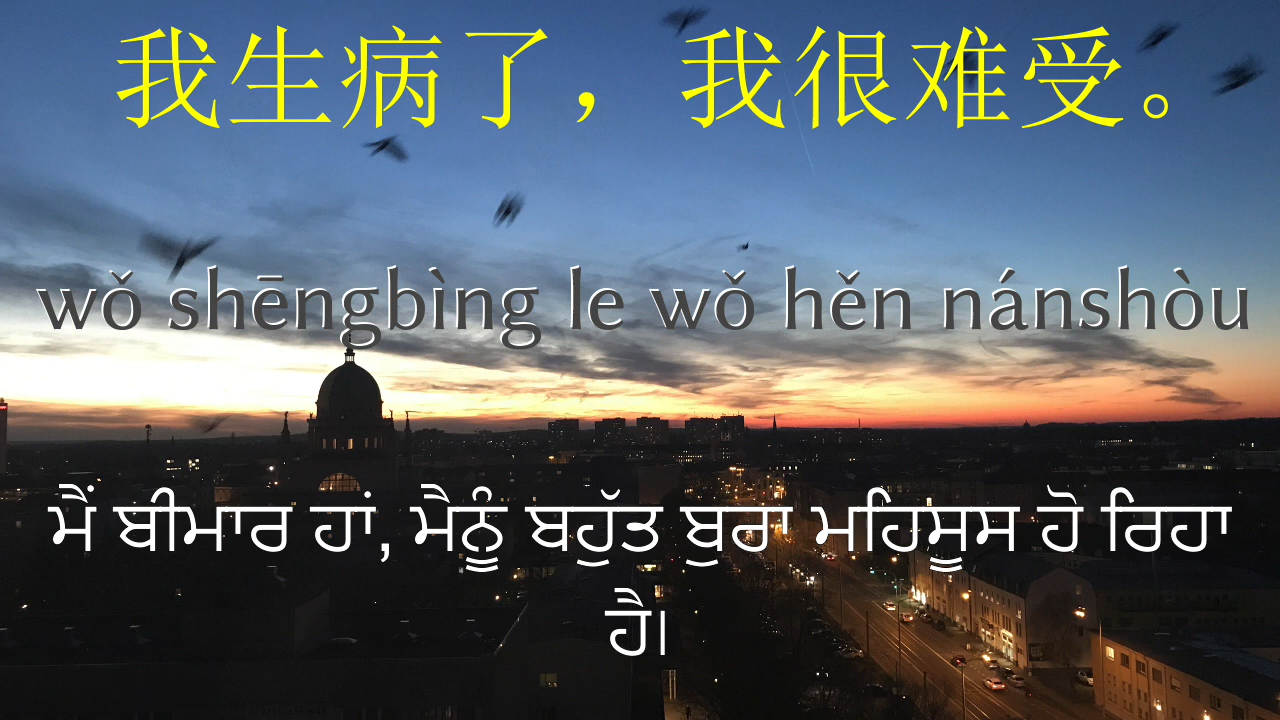 我生病了，我很难受。
wǒ shēngbìng le wǒ hěn nánshòu
ਮੈਂ ਬੀਮਾਰ ਹਾਂ, ਮੈਨੂੰ ਬਹੁੱਤ ਬੁਰਾ ਮਹਿਸੂਸ ਹੋ ਰਿਹਾ
ਹੈ।